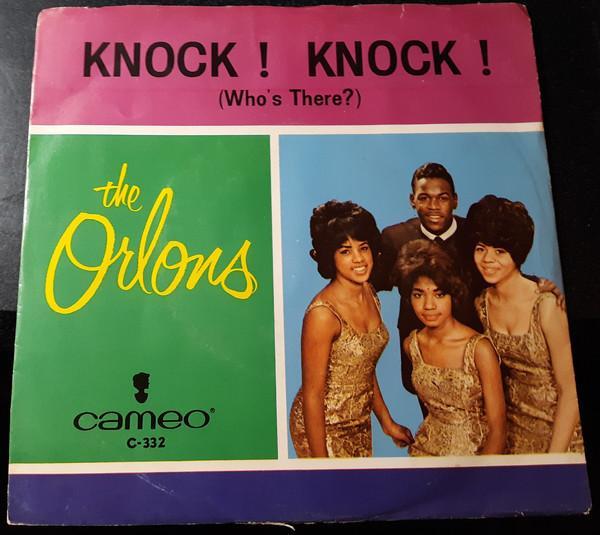 KNOCK ! KNOCK !
(Who's There?)
the
Orlons
cameo®
C-332